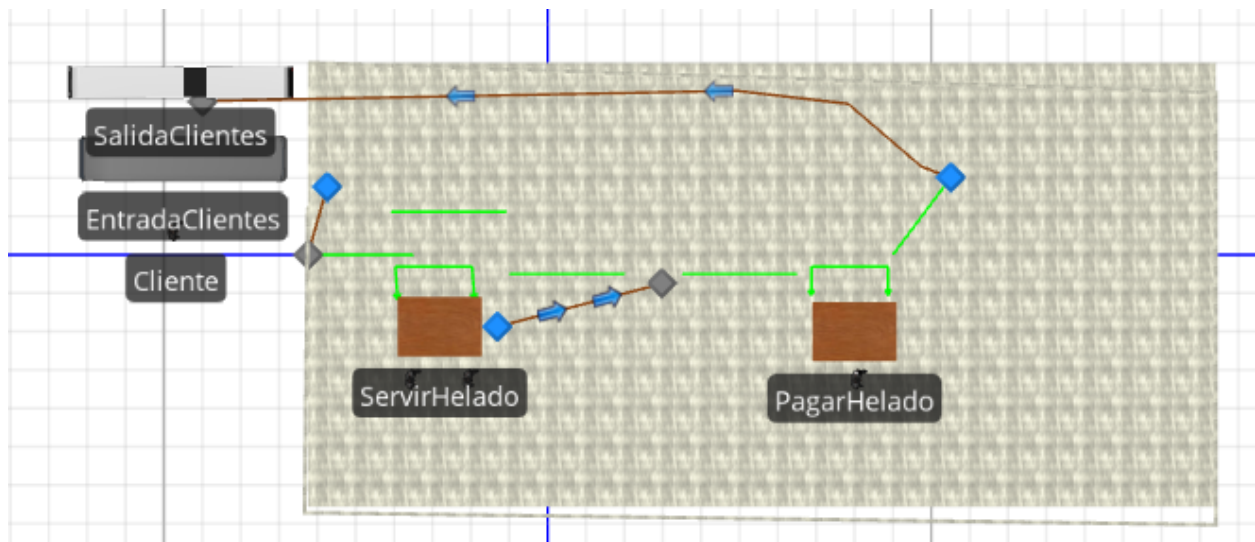 SalidaClientes
EntradaClientes
Cliente
ServirHelado
PagarHelado